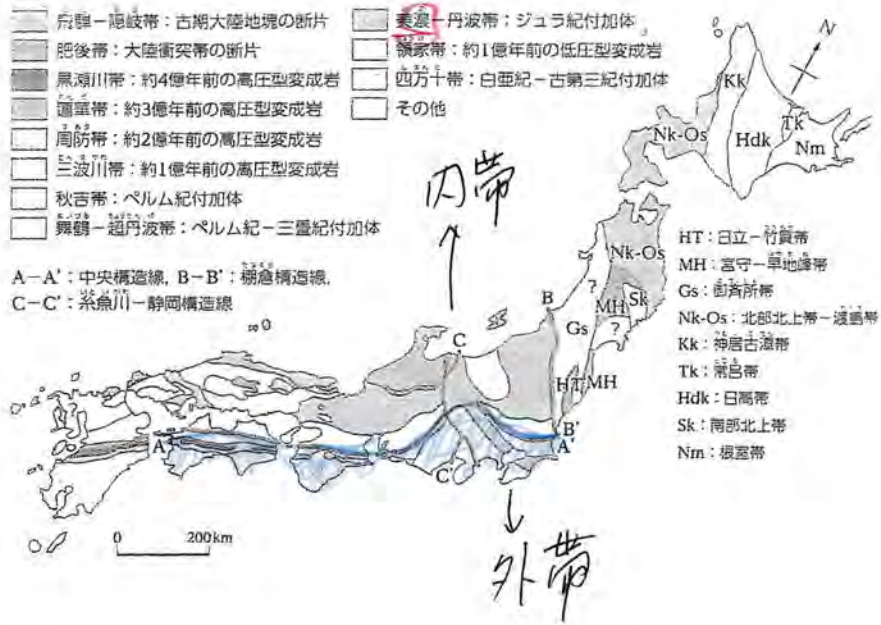 飛騨－隠岐帯：古期大陸地塊の断片
肥後帯：大陸衝突帯の断片
黒瀬川帯：約4億年前の高圧型変成岩
蓮華帯：約3億年前の高圧型変成岩
周防帯：約2億年前の高圧型変成岩
三波川帯：約1億年前の高圧型変成岩
秋吉帯：ペルム紀付加体
舞鶴－超丹波帯：ペルム紀－三畳紀付加体
美濃－丹波帯：ジュラ紀付加体
領家帯：約1億年前の低圧型変成岩
四万十帯：白亜紀－古第三紀付加体
その他
A－A'：中央構造線，B－B'：棚倉構造線，
C－C'：糸魚川－静岡構造線
内帯
外帯
N
Kk
Tk
Nk-Os
Hdk
Nm
Nk-Os
?
MH
Sk
?
B
Gs
C
HT
MH
B'
A
A'
C'
0 200km
HT：日立－竹貫帯
MH：宮守－早池峰帯
Gs：御斉所帯
Nk-Os：北部北上帯－渡島帯
Kk：神居古潭帯
Tk：常呂帯
Hdk：日高帯
Sk：南部北上帯
Nm：根室帯